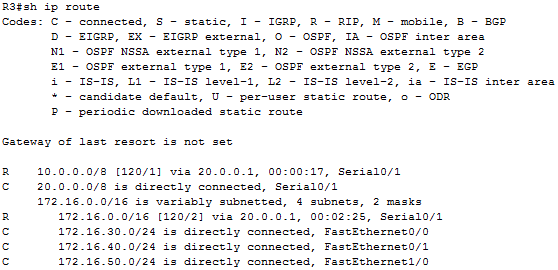 R3#sh ip route
Codes: C - connected, S - static, I - IGRP, R - RIP, M - mobile, B - BGP
D - EIGRP, EX - EIGRP external, O - OSPF, IA - OSPF inter area
N1 - OSPF NSSA external type 1, N2 - OSPF NSSA external type 2
E1 - OSPF external type 1, E2 - OSPF external type 2, E - EGP
i - IS-IS, L1 - IS-IS level-1, L2 - IS-IS level-2, ia - IS-IS inter area
* - candidate default, U - per-user static route, o - ODR
P - periodic downloaded static route
Gateway of last resort is not set
R 10.0.0.0/8 [120/1] via 20.0.0.1, 00:00:17, Serial0/1
C 20.0.0.0/8 is directly connected, Serial0/1
172.16.0.0/16 is variably subnetted, 4 subnets, 2 masks
R 172.16.0.0/16 [120/2] via 20.0.0.1, 00:02:25, Serial0/1
C 172.16.30.0/24 is directly connected, FastEthernet0/0
C 172.16.40.0/24 is directly connected, FastEthernet0/1
C 172.16.50.0/24 is directly connected, FastEthernet1/0